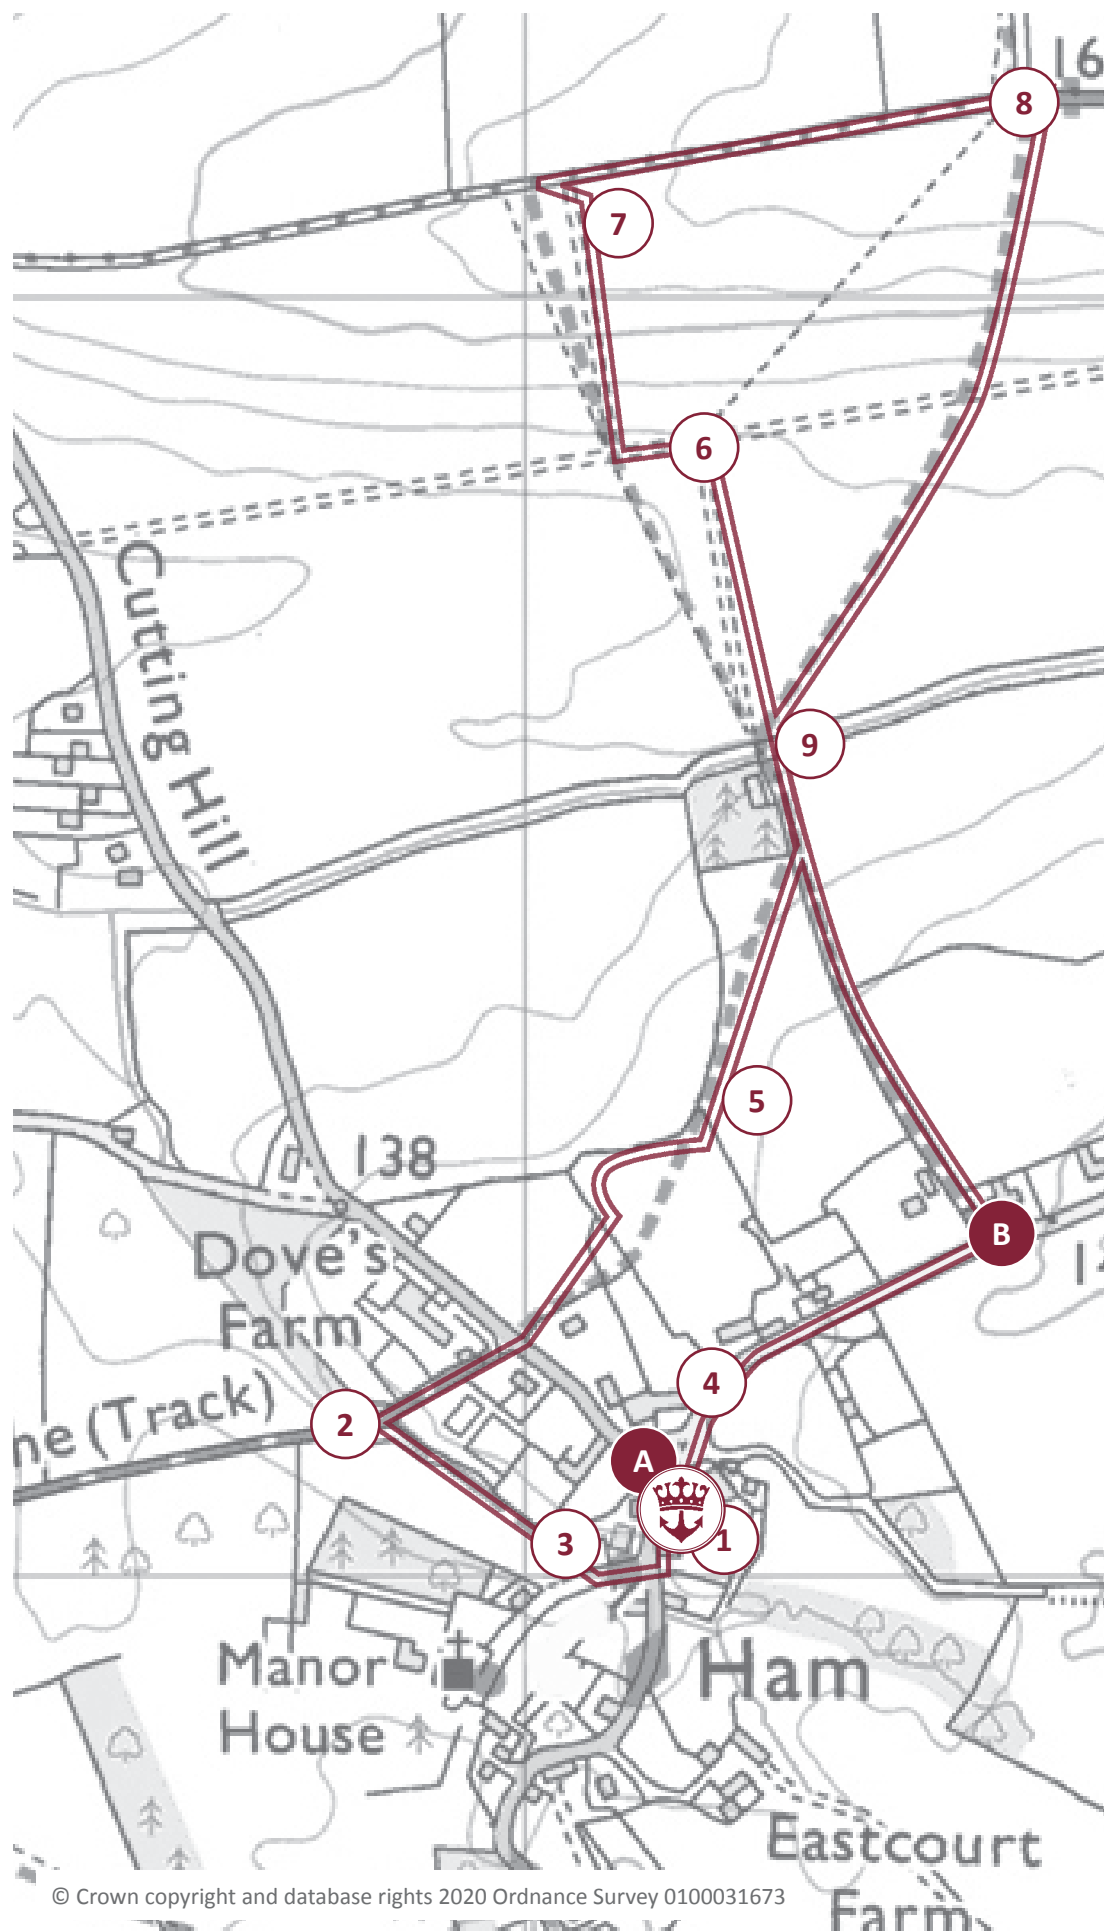 16
8
7
6
Cutting Hill
9
5
138
B
Dove's
Farm
4
ne (Track)
2
A
3
1
Manor
House
Ham
Eastcourt
Farm
© Crown copyright and database rights 2020 Ordnance Survey 0100031673